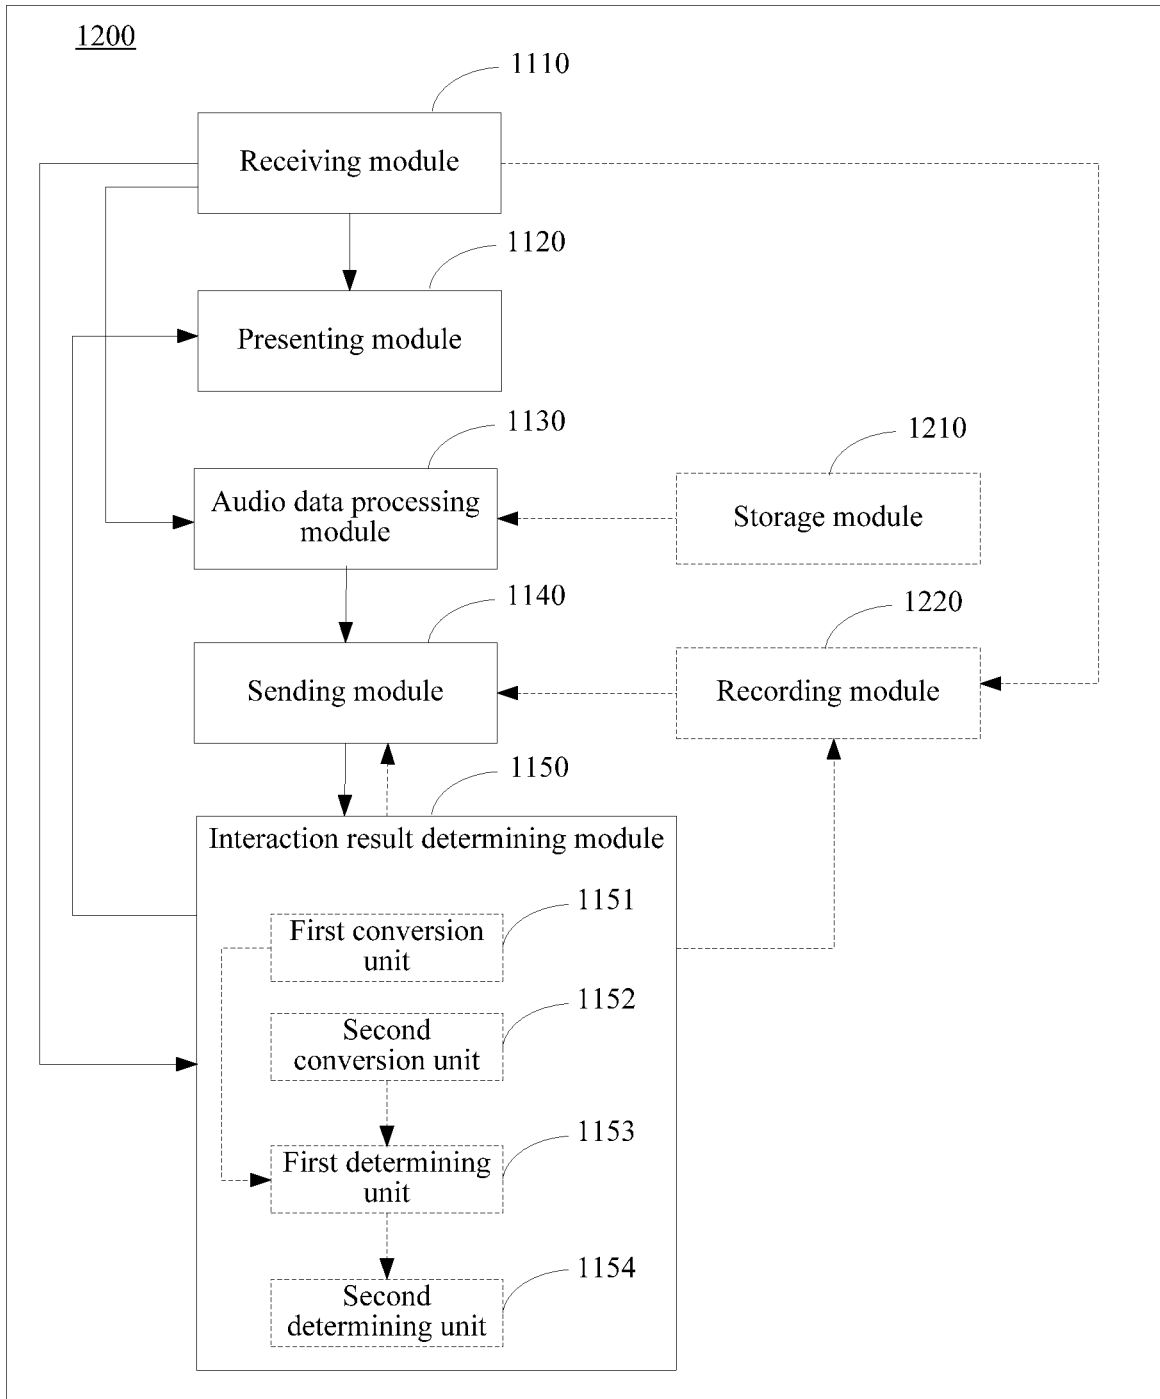 1200
1110
Receiving module
1120
Presenting module
1130
Audio data processing
module
1210
Storage module
1140
Sending module
1220
Recording module
1150
Interaction result determining module
1151
First conversion
unit
1152
Second
conversion unit
1153
First determining
unit
1154
Second
determining unit